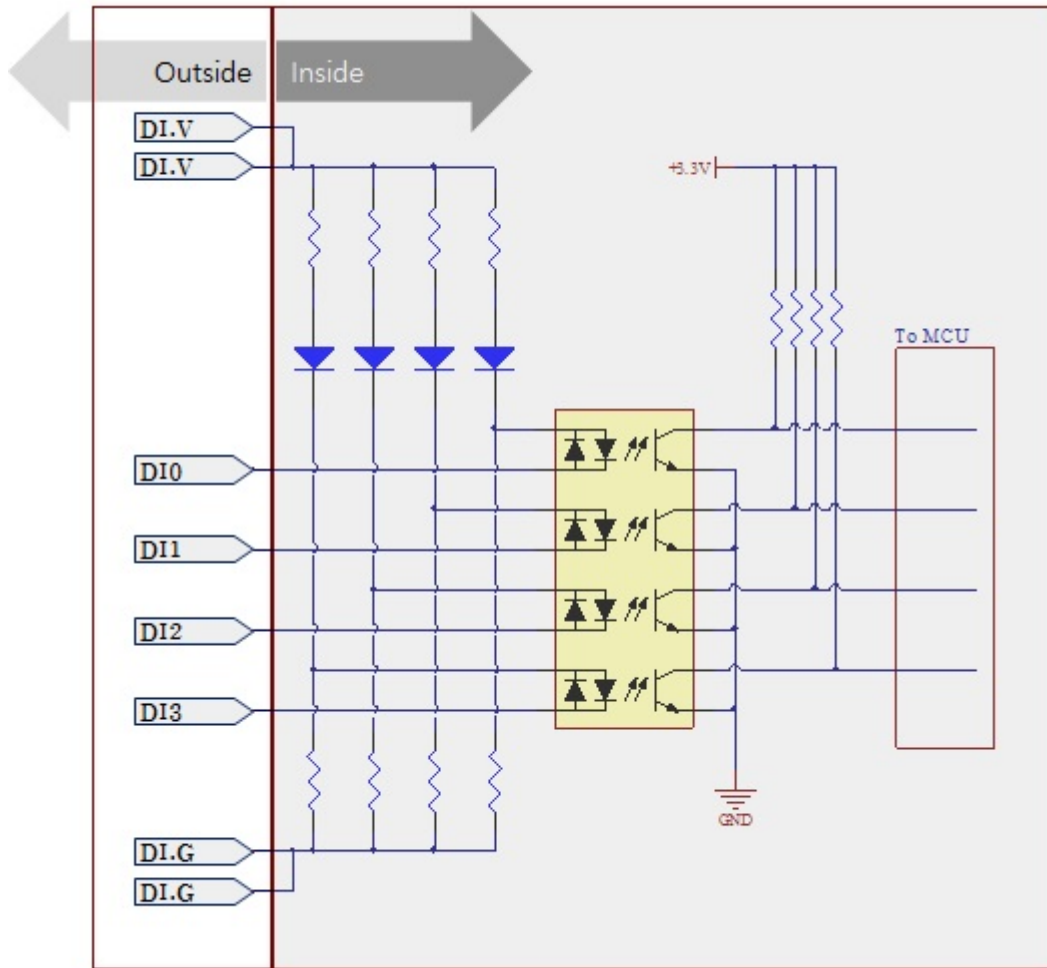 Outside Inside
DI.V
DI.V
+3.3V
To MCU
DI0
DI1
DI2
DI3
GND
DI.G
DI.G